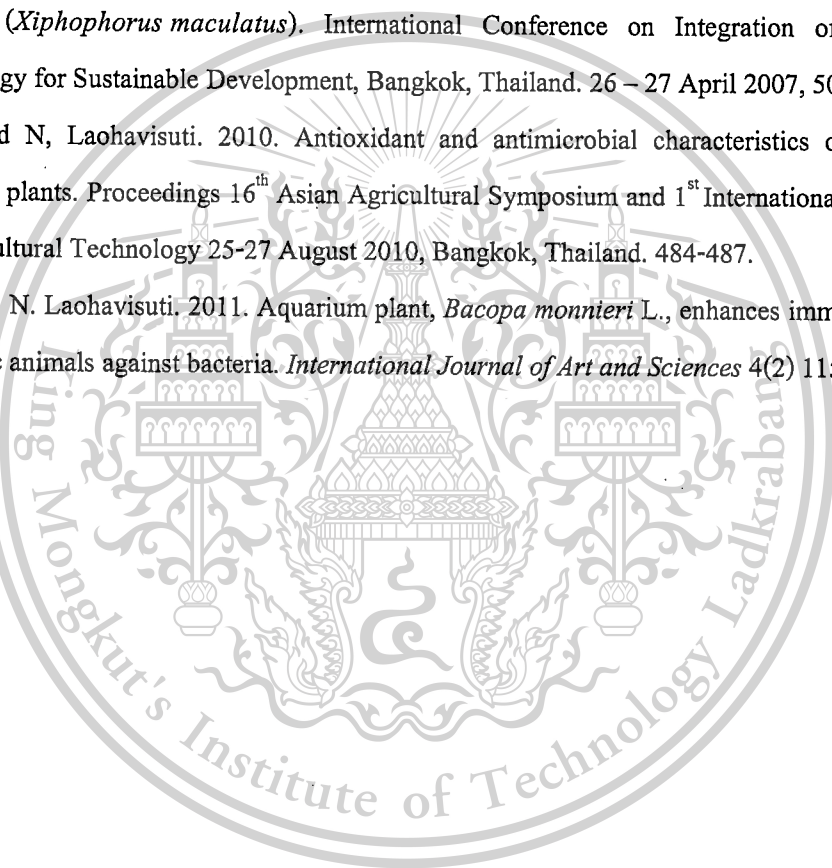 (Xiphophorus maculatus). International Conference on Integration
gy for Sustainable Development, Bangkok, Thailand. 26 – 27 April 2007, 50
d N, Laohavisuti. 2010. Antioxidant and antimicrobial characteristics
plants. Proceedings 16th Asian Agricultural Symposium and 1st Internationa
ultural Technology 25-27 August 2010, Bangkok, Thailand. 484-487.
N. Laohavisuti. 2011. Aquarium plant, Bacopa monnieri L., enhances imm
animals against bacteria. International Journal of Art and Sciences 4(2) 11:
King Mongkut's Institute of Technology Ladkrabang